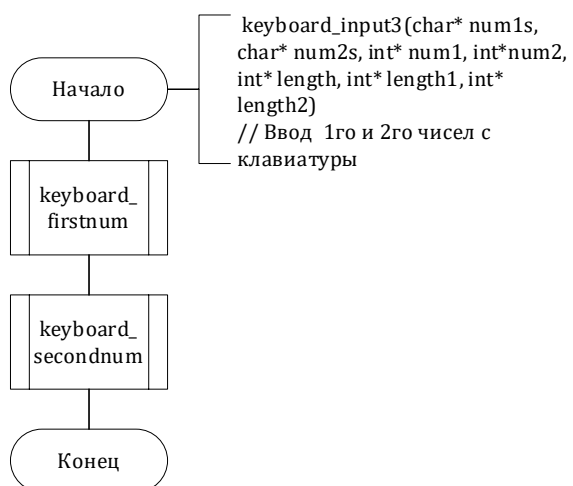 Начало
keyboard_input3(char* num1s,
char* num2s, int* num1, int*num2,
int* length, int* length1, int*
length2)
// Ввод 1го и 2го чисел с
клавиатуры
keyboard_
firstnum
keyboard_
secondnum
Конец